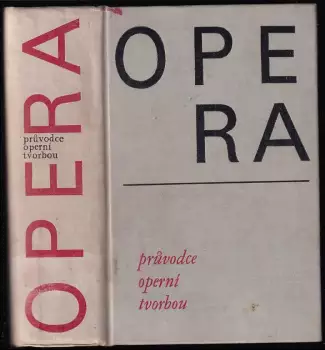 OPERA
průvodce
operní
tvorbou
OPE
RA
průvodce
operní
tvorbou